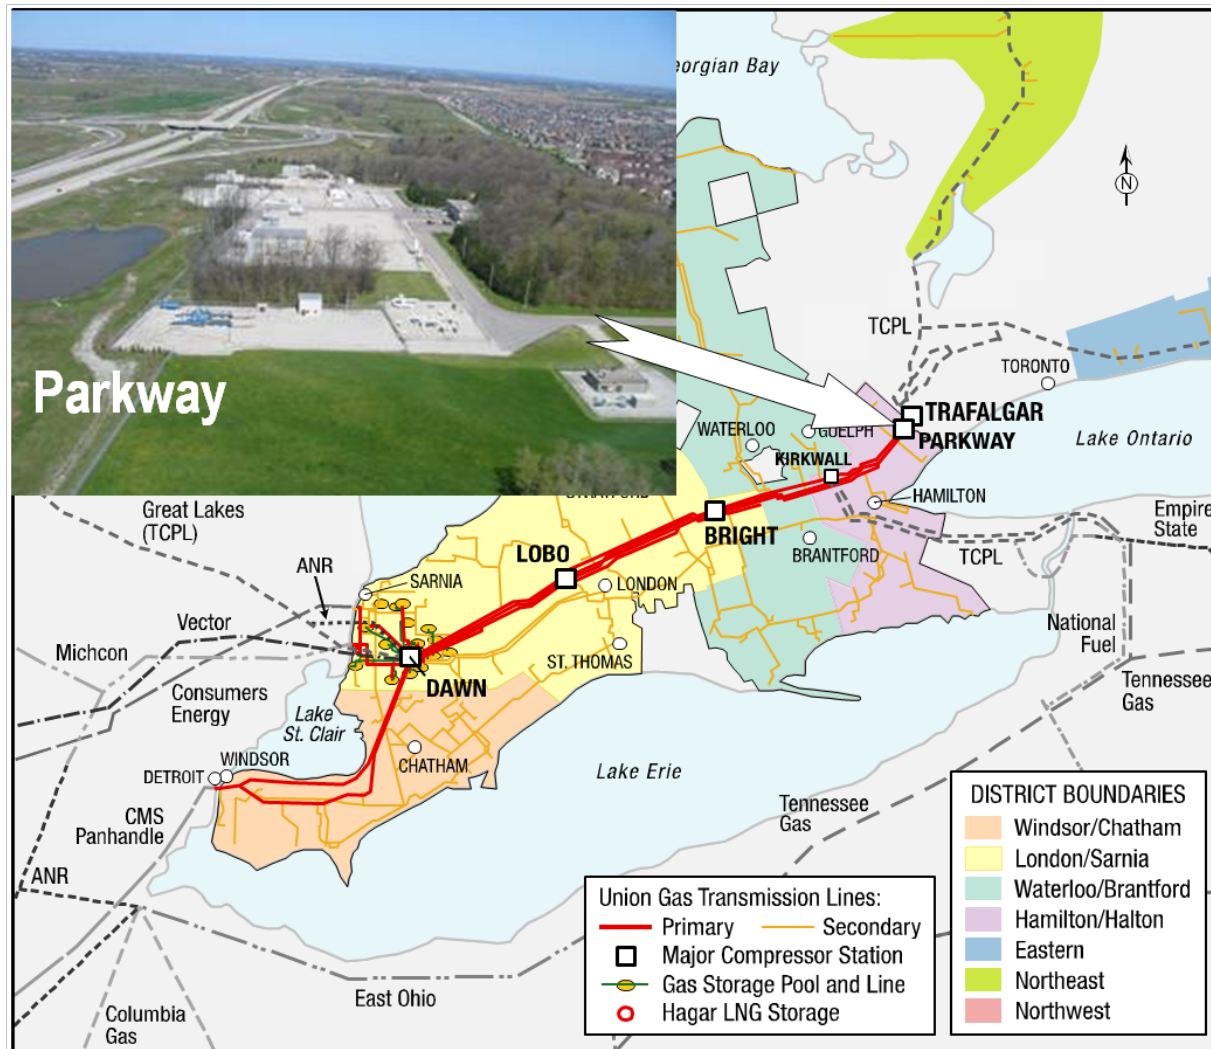 Parkway
eorgian Bay
N
TCPL
TORONTO
TRAFALGAR
PARKWAY
Lake Ontario
WATERLOO
GUELPH
KIRKWALL
HAMILTON
Empire
State
Great Lakes
(TCPL)
BRIGHT
BRANTFORD
TCPL
LOBO
LONDON
ANR
SARNIA
Vector
Michcon
ST. THOMAS
National
Fuel
DAWN
Consumers
Energy
Tennessee
Gas
Lake
St. Clair
WINDSOR
DETROIT
CHATHAM
Lake Erie
CMS
Panhandle
Tennessee
Gas
ANR
East Ohio
Columbia
Gas
Union Gas Transmission Lines:
Primary Secondary
Major Compressor Station
Gas Storage Pool and Line
Hagar LNG Storage
DISTRICT BOUNDARIES
Windsor/Chatham
London/Sarnia
Waterloo/Brantford
Hamilton/Halton
Eastern
Northeast
Northwest